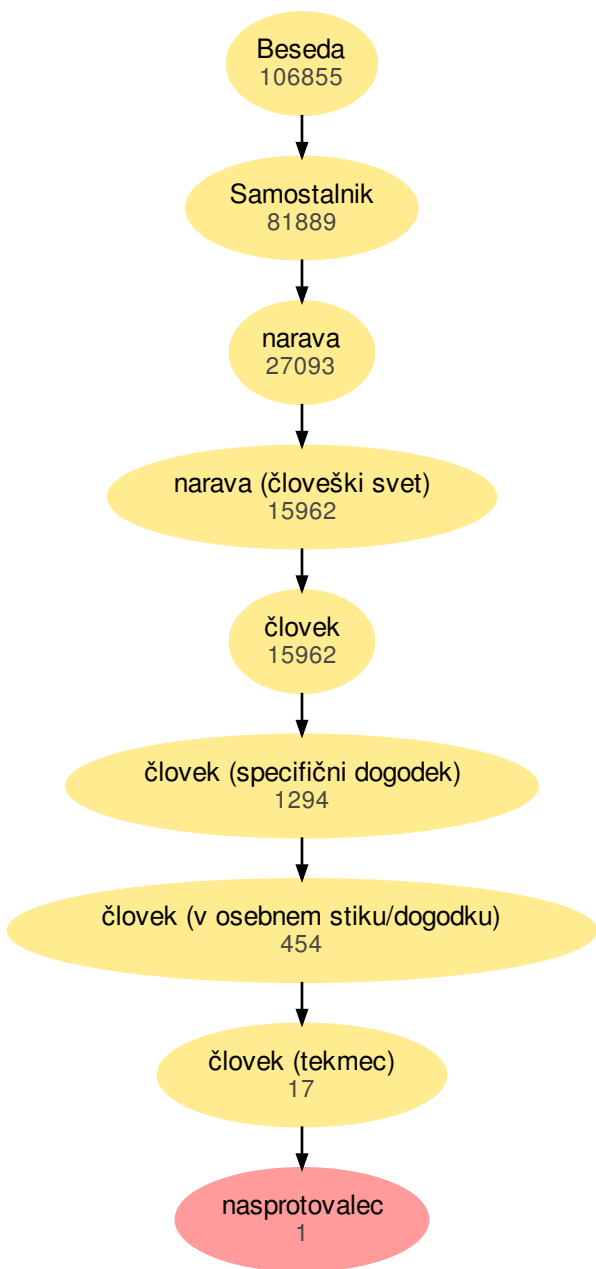 Beseda
106855
Samostalnik
81889
narava
27093
narava (človeški svet)
15962
človek
15962
človek (specifični dogodek)
1294
človek (v osebnem stiku/dogodku)
454
človek (tekmec)
17
nasprotovalec
1